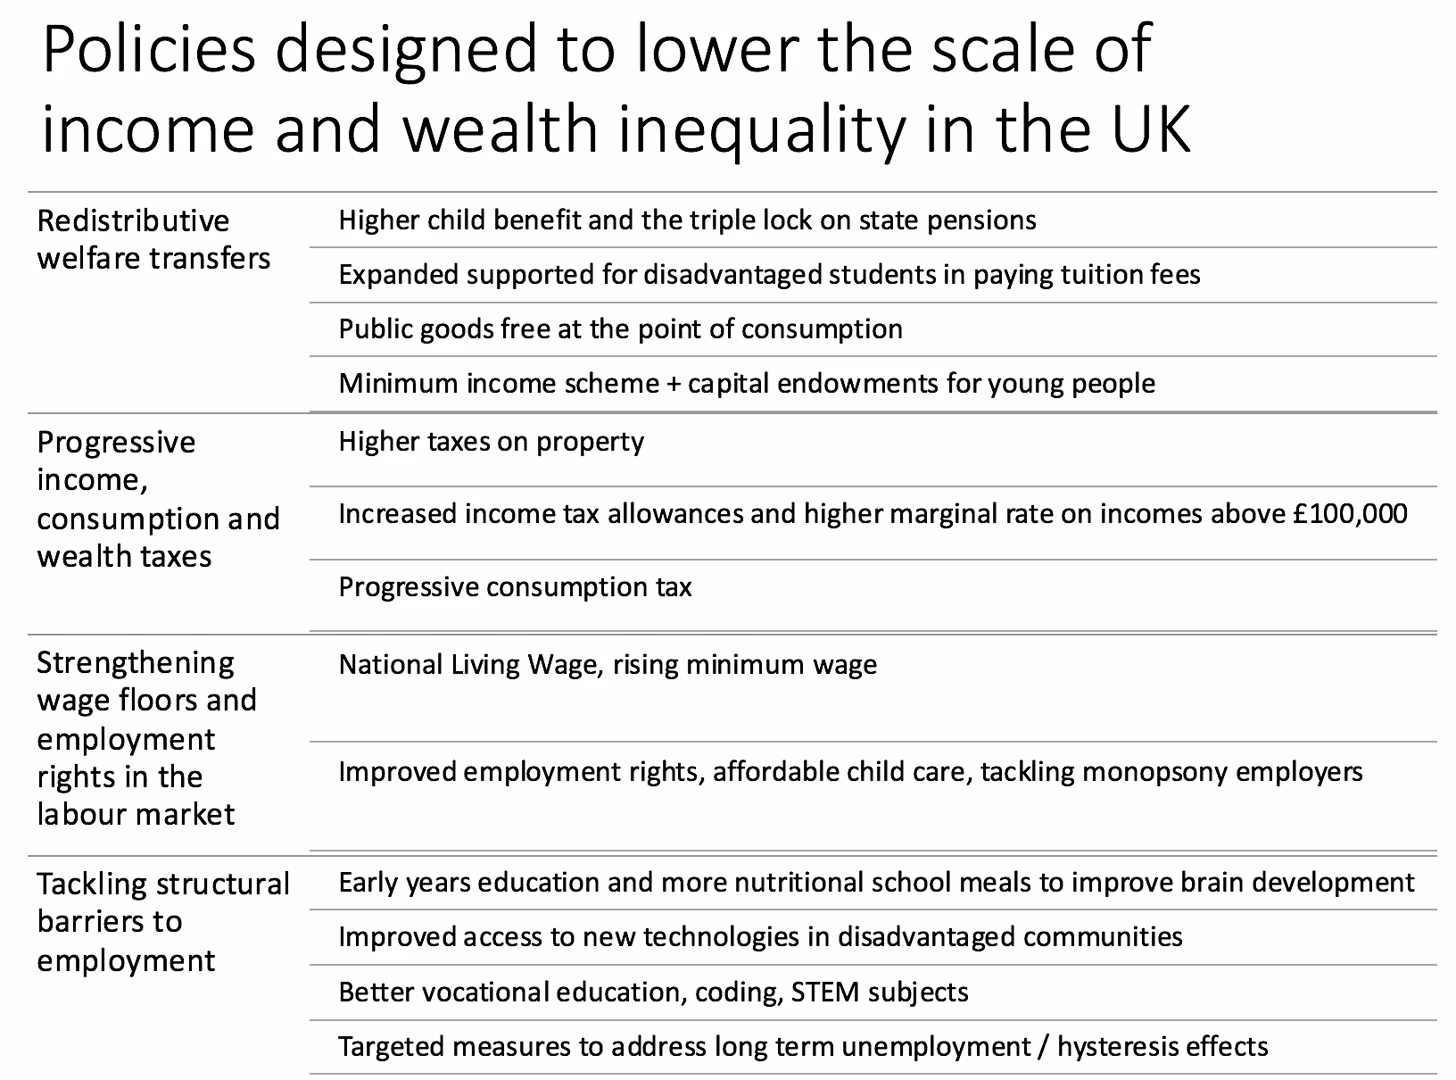 Policies designed to lower the scale of
income and wealth inequality in the UK
Redistributive
welfare transfers
Higher child benefit and the triple lock on state pensions
Expanded supported for disadvantaged students in paying tuition fees
Public goods free at the point of consumption
Minimum income scheme + capital endowments for young people
Progressive
income,
consumption and
wealth taxes
Higher taxes on property
Increased income tax allowances and higher marginal rate on incomes above £100,000
Progressive consumption tax
Strengthening
wage floors and
employment
rights in the
labour market
National Living Wage, rising minimum wage
Improved employment rights, affordable child care, tackling monopsony employers
Tackling structural
barriers to
employment
Early years education and more nutritional school meals to improve brain development
Improved access to new technologies in disadvantaged communities
Better vocational education, coding, STEM subjects
Targeted measures to address long term unemployment / hysteresis effects